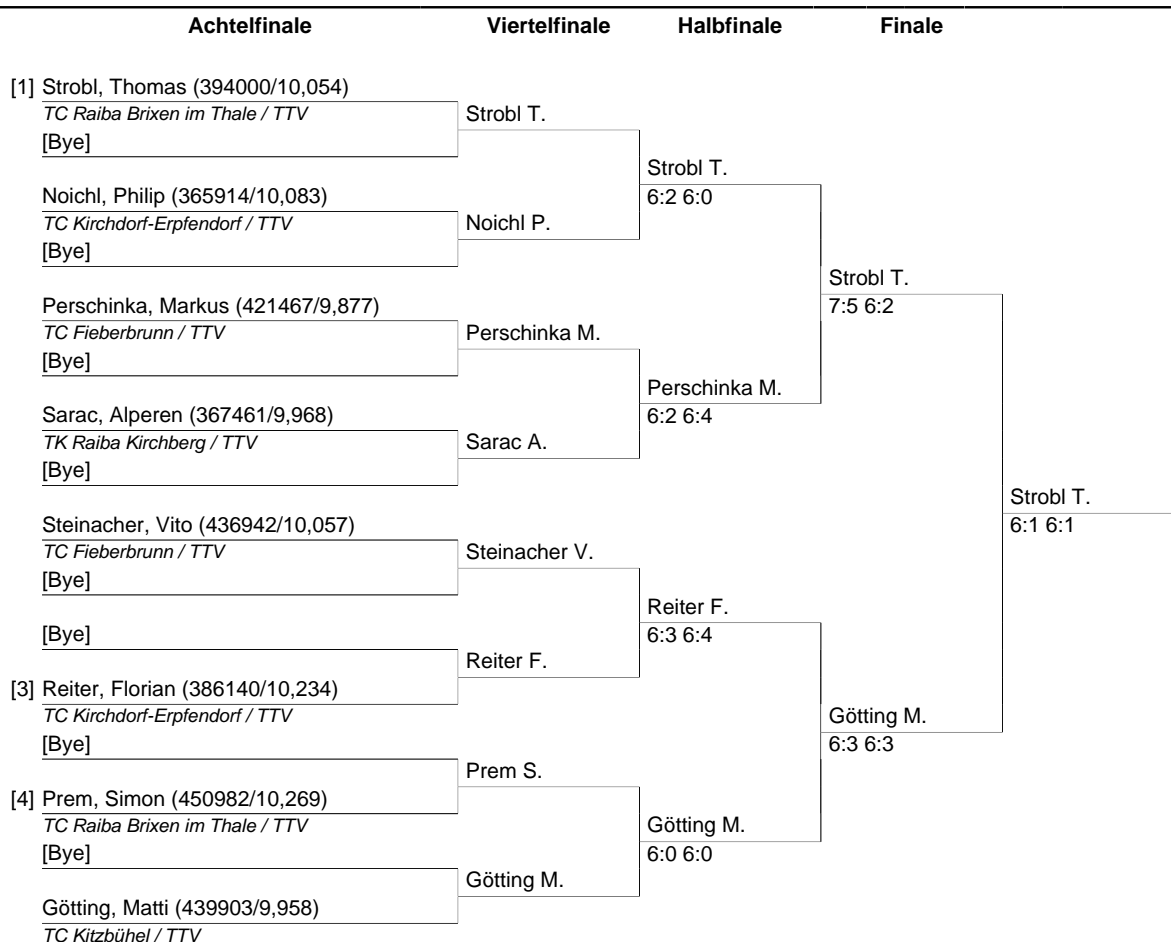 Achtelfinale Viertelfinale Halbfinale Finale
[1] Strobl, Thomas (394000/10,054)
TC Raiba Brixen im Thale / TTV Strobl T.
[Bye]
Strobl T.
Noichl, Philip (365914/10,083) 6:2 6:0
TC Kirchdorf-Erpfendorf / TTV Noichl P.
[Bye]
Strobl T.
Perschinka, Markus (421467/9,877) 7:5 6:2
TC Fieberbrunn / TTV Perschinka M.
[Bye]
Perschinka M.
Sarac, Alperen (367461/9,968) 6:2 6:4
TK Raiba Kirchberg / TTV Sarac A.
[Bye]
Strobl T.
Steinacher, Vito (436942/10,057) 6:1 6:1
TC Fieberbrunn / TTV Steinacher V.
[Bye]
Reiter F.
[Bye] 6:3 6:4
Reiter F.
[3] Reiter, Florian (386140/10,234)
TC Kirchdorf-Erpfendorf / TTV Götting M.
[Bye] 6:3 6:3
Prem S.
[4] Prem, Simon (450982/10,269)
TC Raiba Brixen im Thale / TTV Götting M.
[Bye] 6:0 6:0
Götting M.
Götting, Matti (439903/9,958)
TC Kitzbühel / TTV